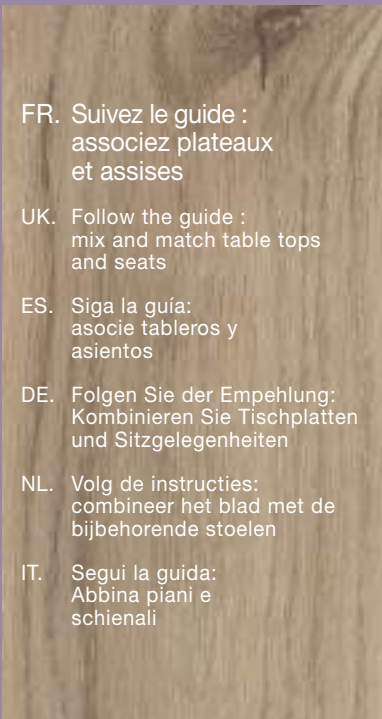 FR. Suivez le guide :
associez plateaux
et assises
UK. Follow the guide :
mix and match table tops
and seats
ES. Siga la guía:
asocie tableros y
asientos
DE. Folgen Sie der Empehlung:
Kombinieren Sie Tischplatten
und Sitzgelegenheiten
NL. Volg de instructies:
combineer het blad met de
bijbehorende stoelen
IT. Segui la guida:
Abbina piani e
schienali